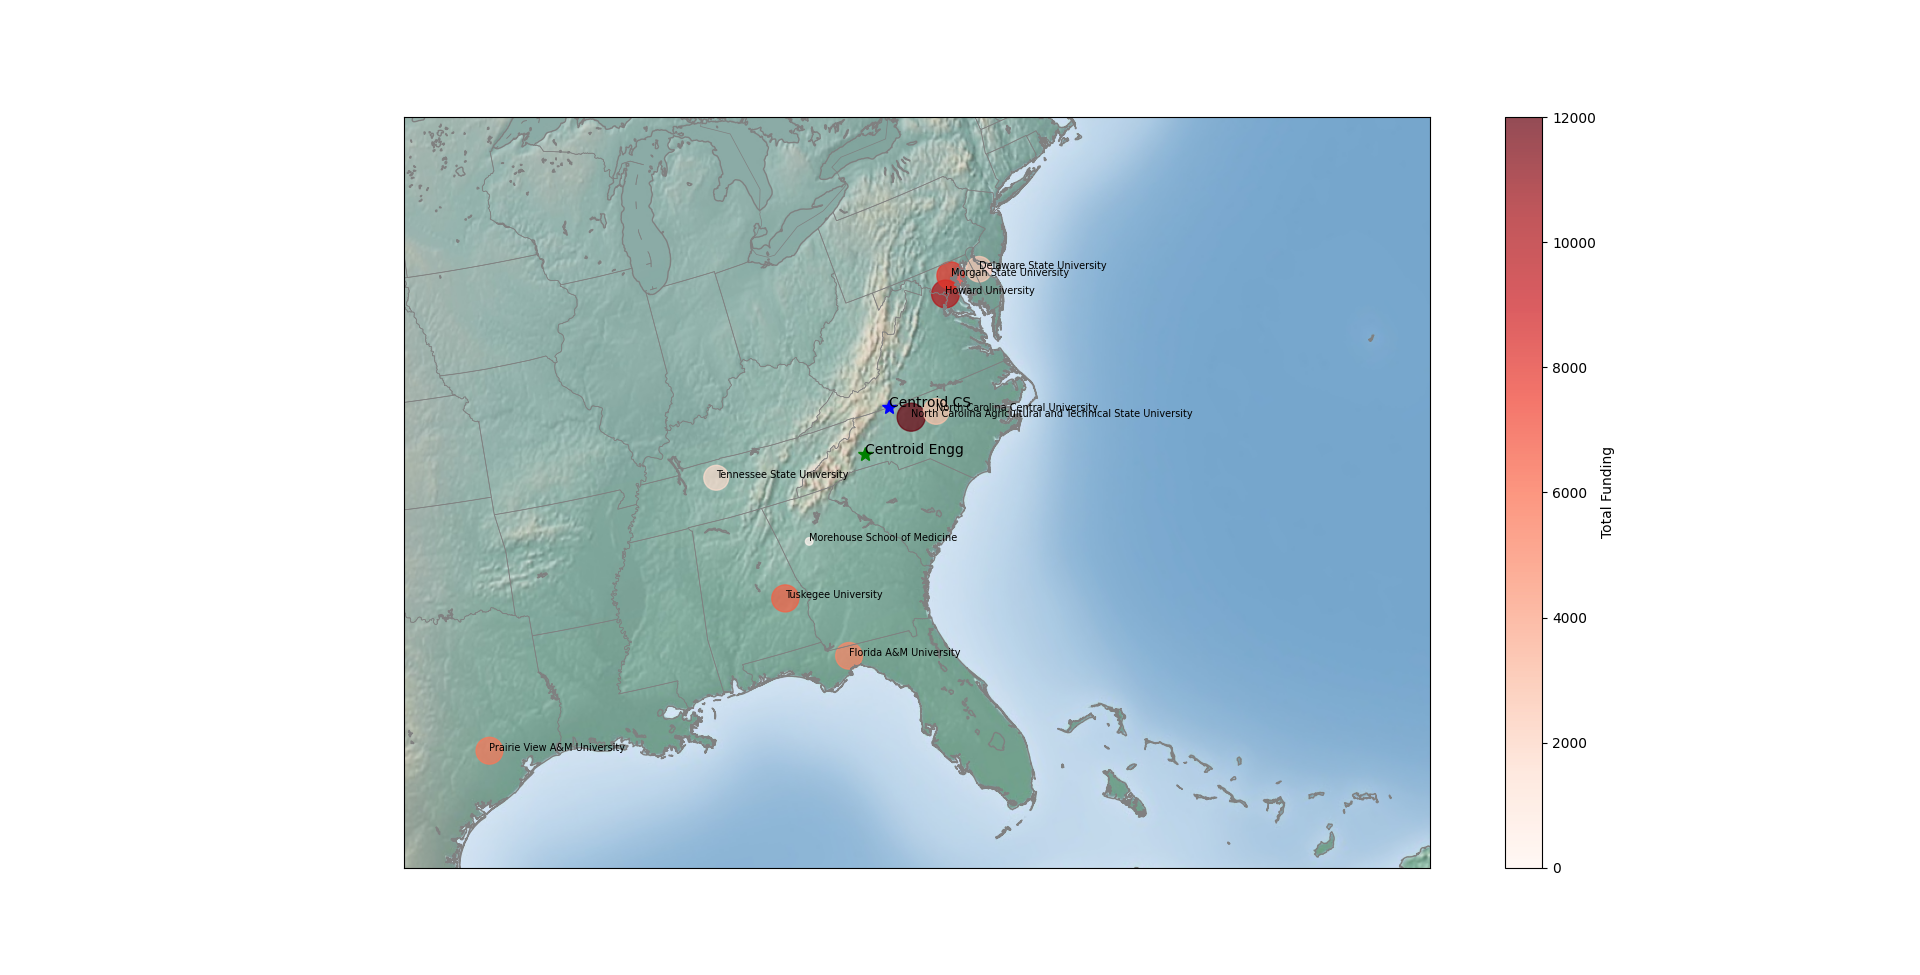 Delaware State University
Morgan State University
Howard University
Centroid CS
North Carolina Central University
North Carolina Agricultural and Technical State University
Centroid Engg
Tennessee State University
Morehouse School of Medicine
Tuskegee University
Florida A&M University
Prairie View A&M University
12000
10000
8000
6000
4000
2000
0
Total Funding